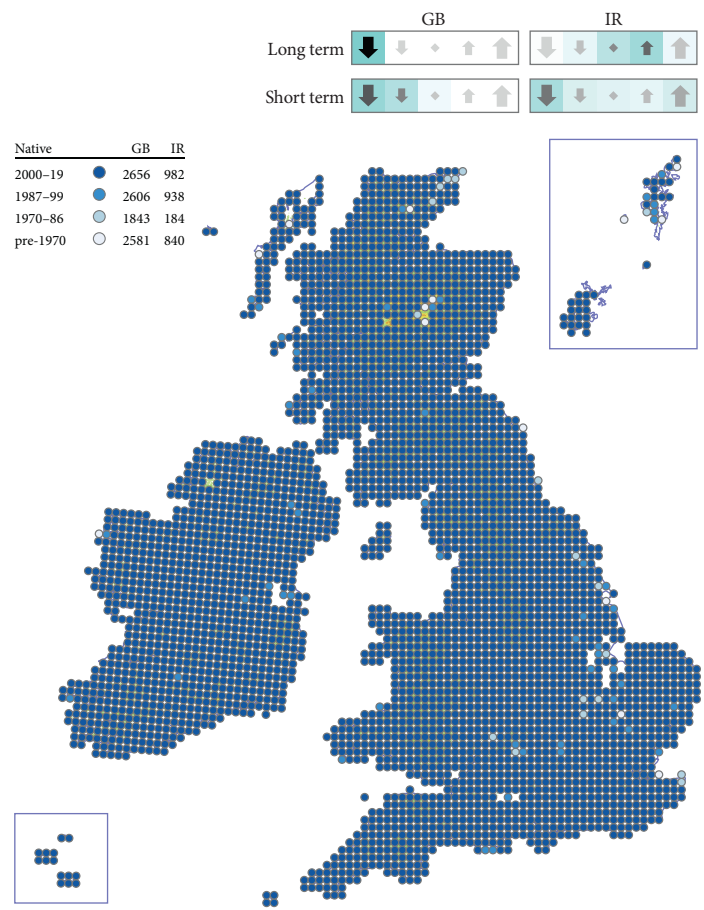 GB IR
Long term
Short term
Native GB IR
2000–19 2656 982
1987–99 2606 938
1970–86 1843 184
pre-1970 2581 840